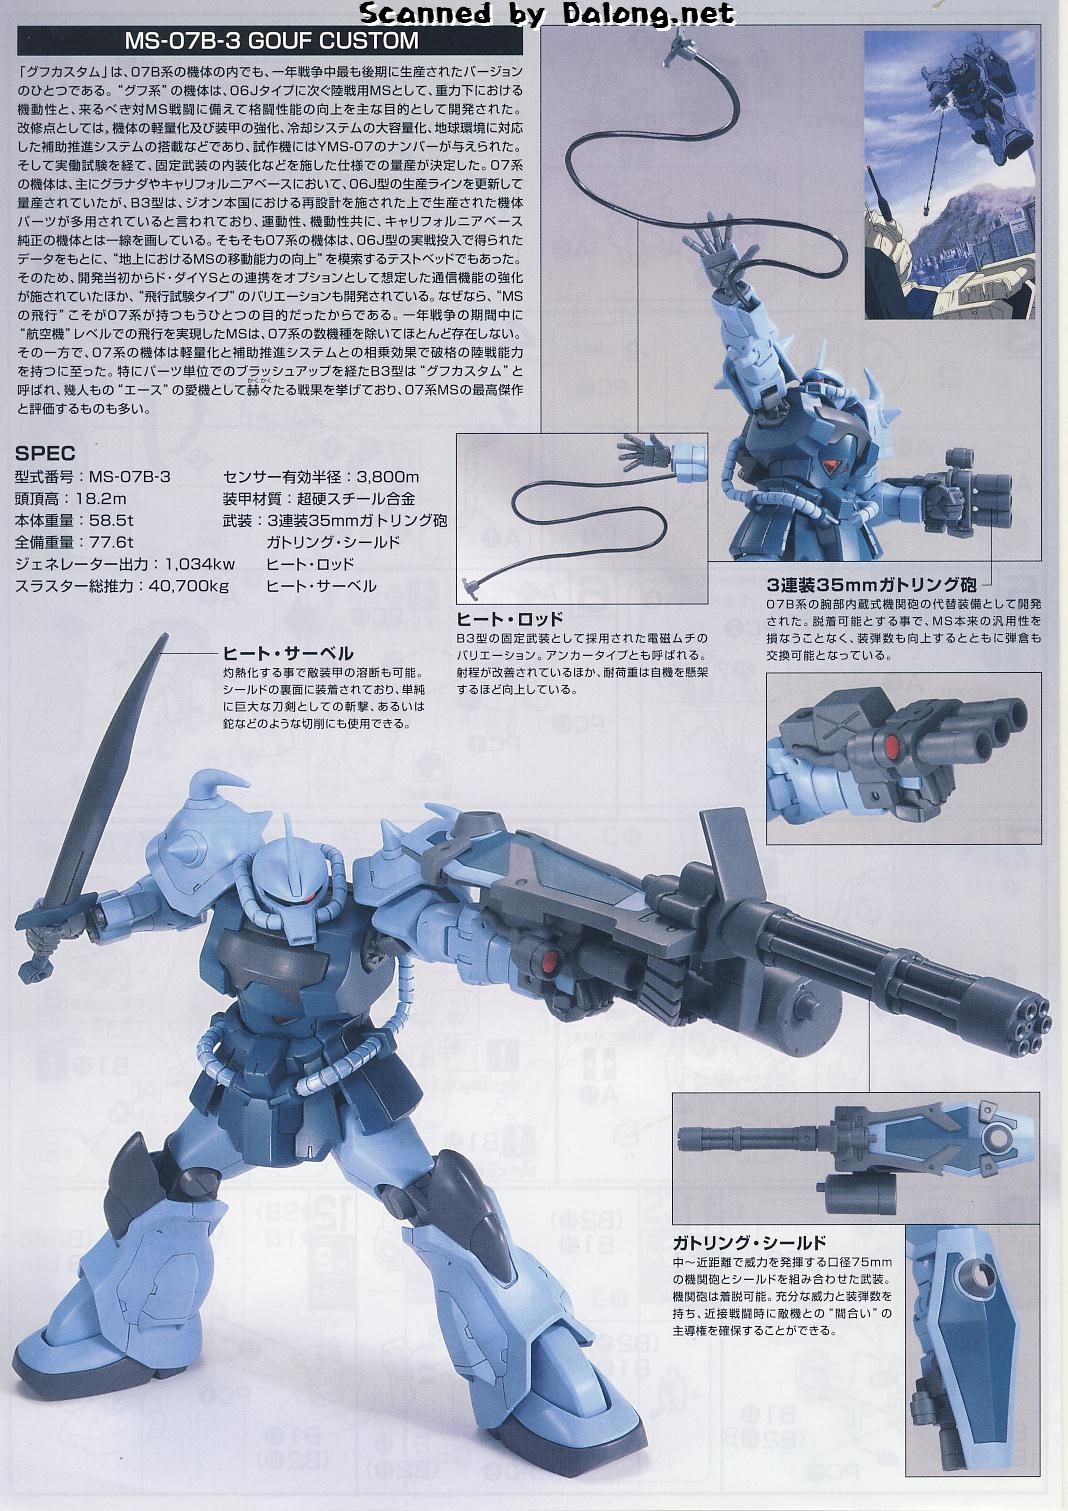 Scanned by Dalong.net
MS-07B-3 GOUF CUSTOM
「グフカスタム」は、07B系の機体の内でも、一年戦争中最も後期に生産されたバージョン
のひとつである。“グフ系”の機体は、06Jタイプに次ぐ陸戦用MSとして、重力下における
機動性と、来るべき対MS戦闘に備えて格闘性能の向上を主な目的として開発された。
改修点としては、機体の軽量化及び装甲の強化、冷却システムの大容量化、地球環境に対応
した補助推進システムの搭載などであり、試作機にはYMS-07のナンバーが与えられた。
そして実働試験を経て、固定武装の内装化などを施した仕様での量産が決定した。07系
の機体は、主にグラナダやキャリフォルニアベースにおいて、06J型の生産ラインを更新して
量産されていたが、B3型は、ジオン本国における再設計を施された上で生産された機体
パーツが多用されていると言われており、運動性、機動性共に、キャリフォルニアベース
純正の機体とは一線を画している。そもそも07系の機体は、06J型の実戦投入で得られた
データをもとに、“地上におけるMSの移動能力の向上”を模索するテストベッドでもあった。
そのため、開発当初からド・ダイYSとの連携をオプションとして想定した通信機能の強化
が施されていたほか、“飛行試験タイプ”のバリエーションも開発されている。なぜなら、“MS
の飛行”こそが07系が持つもうひとつの目的だったからである。一年戦争の期間中に
“航空機”レベルでの飛行を実現したMSは、07系の数機種を除いてほとんど存在しない。
その一方で、07系の機体は軽量化と補助推進システムとの相乗効果で破格の陸戦能力
を持つに至った。特にパーツ単位でのブラッシュアップを経たB3型は“グフカスタム”と
呼ばれ、幾人もの“エース”の愛機として赫々たる戦果を挙げており、07系MSの最高傑作
かくかく
と評価するものも多い。
SPEC
型式番号：MS-07B-3
頭頂高：18.2m
本体重量：58.5t
全備重量：77.6t
ジェネレーター出力：1,034kw
スラスター総推力：40,700kg
センサー有効半径：3,800m
装甲材質：超硬スチール合金
武装：3連装35mmガトリング砲
ガトリング・シールド
ヒート・ロッド
ヒート・サーベル
ヒート・ロッド
B3型の固定武装として採用された電磁ムチの
バリエーション。アンカータイプとも呼ばれる。
射程が改善されているほか、耐荷重は自機を懸架
するほど向上している。
3連装35mmガトリング砲
07B系の腕部内蔵式機関砲の代替装備として開発
された。脱着可能とする事で、MS本来の汎用性を
損なうことなく、装弾数も向上するとともに弾倉も
交換可能となっている。
ヒート・サーベル
灼熱化する事で敵装甲の溶断も可能。
シールドの裏面に装着されており、単純
に巨大な刀剣としての斬撃、あるいは
鉈などのような切削にも使用できる。
ガトリング・シールド
中〜近距離で威力を発揮する口径75mm
の機関砲とシールドを組み合わせた武装。
機関砲は着脱可能。充分な威力と装弾数を
持ち、近接戦闘時に敵機との“間合い”の
主導権を確保することができる。